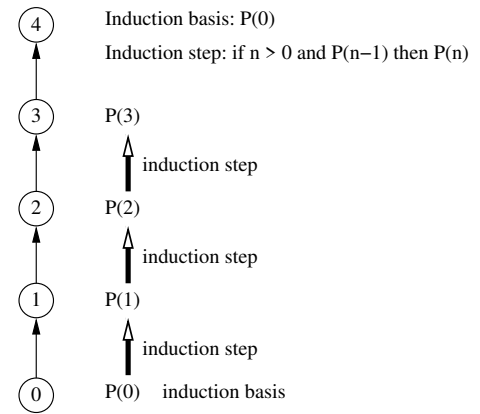 4
Induction basis: P(0)
Induction step: if n > 0 and P(n−1) then P(n)
3
P(3)
induction step
2
P(2)
induction step
1
P(1)
induction step
0
P(0) induction basis